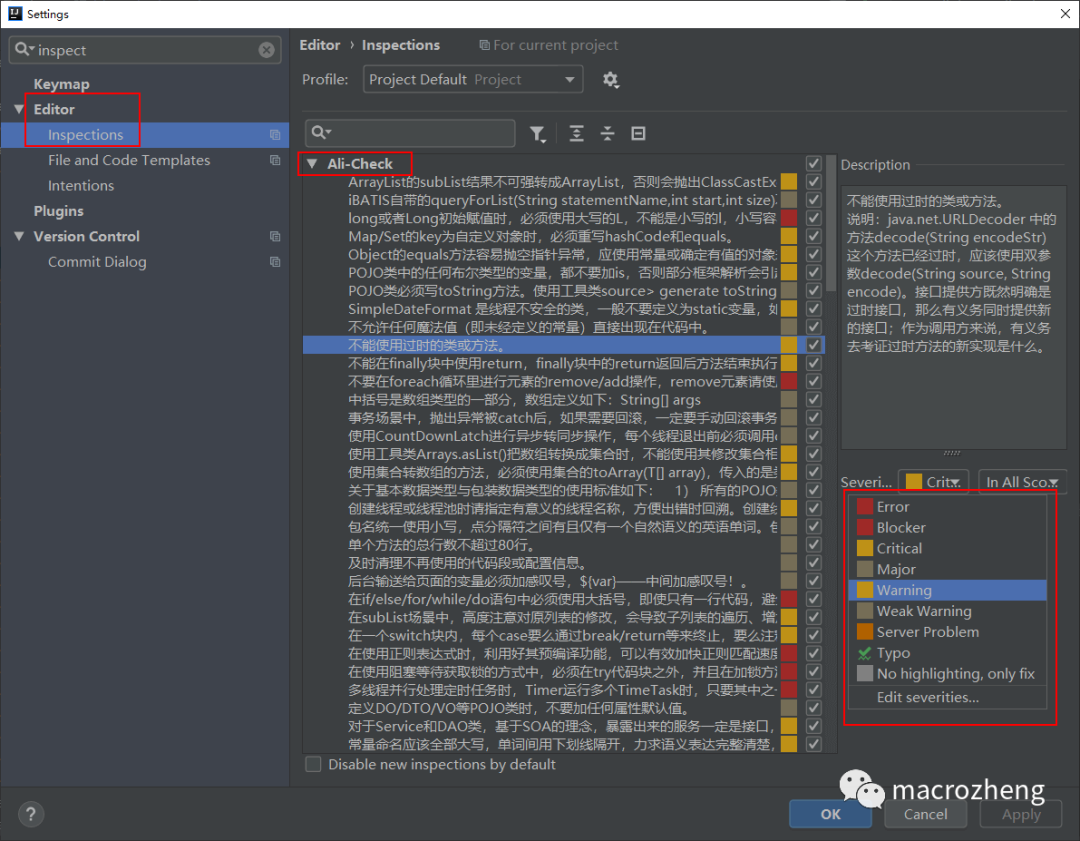 Settings
inspect
Keymap
Editor
Inspections
File and Code Templates
Intentions
Plugins
Version Control
Commit Dialog
Editor › Inspections For current project
Profile: Project Default Project
Ali-Check
ArrayList的subList结果不可强转成ArrayList，否则会抛出ClassCastEx
iBATIS自带的queryForList(String statementName,int start,int size)
long或者Long初始赋值时，必须使用大写的L，不能是小写的l，小写容
Map/Set的key为自定义对象时，必须重写hashCode和equals。
Object的equals方法容易抛空指针异常，应使用常量或确定有值的对象
POJO类中的任何布尔类型的变量，都不要加is，否则部分框架解析会引
POJO类必须写toString方法。使用工具类source> generate toString
SimpleDateFormat 是线程不安全的类，一般不要定义为static变量，如
不允许任何魔法值（即未经定义的常量）直接出现在代码中。
不能使用过时的类或方法。
不能在finally块中使用return，finally块中的return返回后方法结束执行
不要在foreach循环里进行元素的remove/add操作，remove元素请使
中括号是数组类型的一部分，数组定义如下：String[] args
事务场景中，抛出异常被catch后，如果需要回滚，一定要手动回滚事务
使用CountDownLatch进行异步转同步操作，每个线程退出前必须调用
使用工具类Arrays.asList()把数组转换成集合时，不能使用其修改集合相
使用集合转数组的方法，必须使用集合的toArray(T[] array)，传入的是
关于基本数据类型与包装数据类型的使用标准如下： 1） 所有的POJO
创建线程或线程池时请指定有意义的线程名称，方便出错时回溯。创建
包名统一使用小写，点分隔符之间有且仅有一个自然语义的英语单词。
单个方法的总行数不超过80行。
及时清理不再使用的代码段或配置信息。
后台输送给页面的变量必须加感叹号，${var}——中间加感叹号！。
在if/else/for/while/do语句中必须使用大括号，即使只有一行代码，避
在subList场景中，高度注意对原列表的修改，会导致子列表的遍历、增
在一个switch块内，每个case要么通过break/return等来终止，要么注
在使用正则表达式时，利用好其预编译功能，可以有效加快正则匹配速度
在使用阻塞等待获取锁的方式中，必须在try代码块之外，并且在加锁方
多线程并行处理定时任务时，Timer运行多个TimeTask时，只要其中之
定义DO/DTO/VO等POJO类时，不要加任何属性默认值。
对于Service和DAO类，基于SOA的理念，暴露出来的服务一定是接口，
常量命名应该全部大写，单词间用下划线隔开，力求语义表达完整清楚，
Disable new inspections by default
Description
不能使用过时的类或方法。
说明：java.net.URLDecoder 中的
方法decode(String encodeStr)
这个方法已经过时，应该使用双参
数decode(String source, String
encode)。接口提供方既然明确是
过时接口，那么有义务同时提供新
的接口；作为调用方来说，有义务
去考证过时方法的新实现是什么。
Severi... Crit In All Sco
Error
Blocker
Critical
Major
Warning
Weak Warning
Server Problem
Typo
No highlighting, only fix
Edit severities...
macrozheng
? OK Cancel Apply